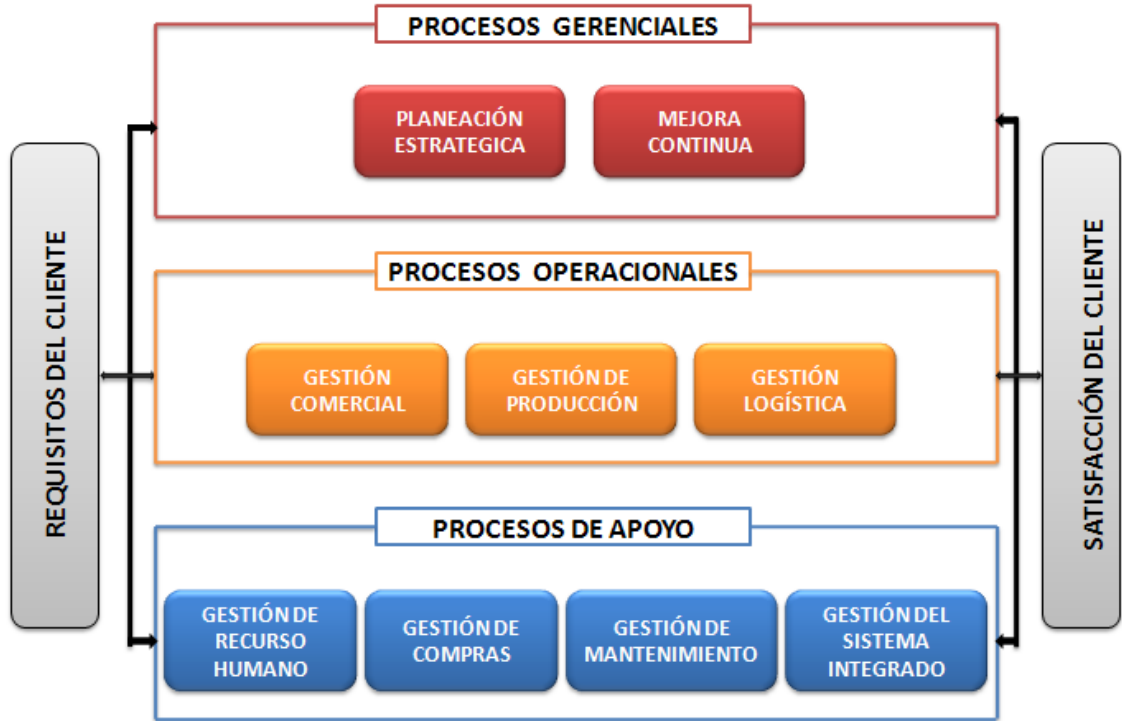 PROCESOS GERENCIALES
PLANEACIÓN
ESTRATEGICA
MEJORA
CONTINUA
REQUISITOS DEL CLIENTE
PROCESOS OPERACIONALES
GESTIÓN
COMERCIAL
GESTIÓN DE
PRODUCCIÓN
GESTIÓN
LOGÍSTICA
SATISFACCIÓN DEL CLIENTE
PROCESOS DE APOYO
GESTIÓN DE
RECURSO
HUMANO
GESTIÓN DE
COMPRAS
GESTIÓN DE
MANTENIMIENTO
GESTIÓN DEL
SISTEMA
INTEGRADO